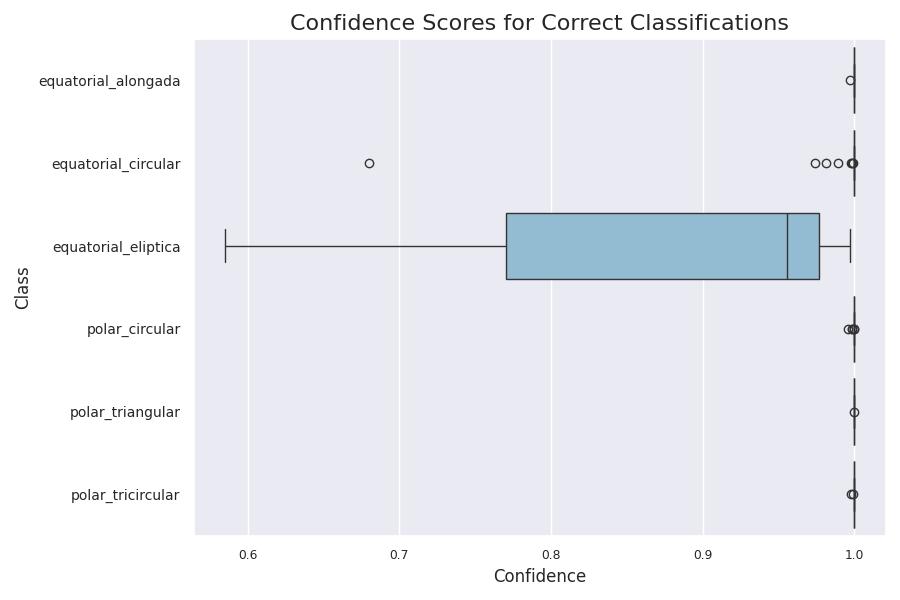 Confidence Scores for Correct Classifications
equatorial_alongada
equatorial_circular
equatorial_eliptica
polar_circular
polar_triangular
polar_tricircular
Class
0.6 0.7 0.8 0.9 1.0
Confidence